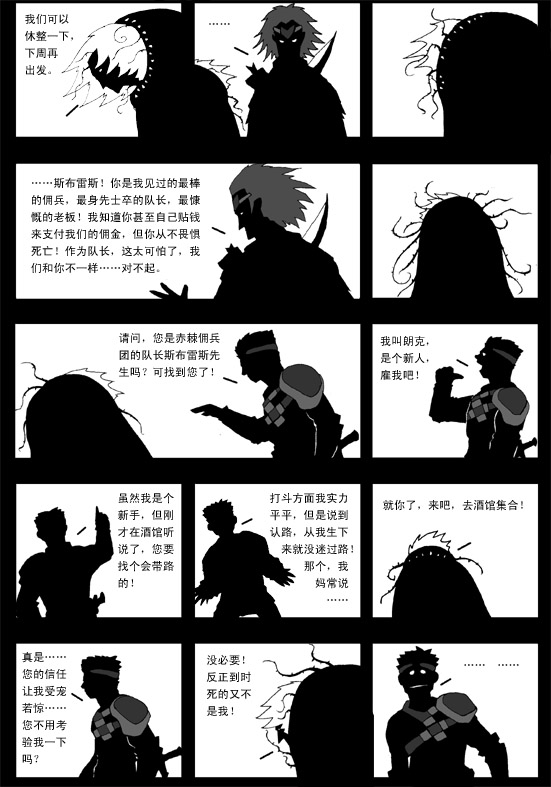 我们可以
休整一下，
下周再
出发。
……
……斯布雷斯！你是我见过的最棒
的佣兵，最身先士卒的队长，最慷
慨的老板！我知道你甚至自己贴钱
来支付我们的佣金，但你从不畏惧
死亡！作为队长，这太可怕了，我
们和你不一样……对不起。
请问，您是赤棘佣兵
团的队长斯布雷斯先
生吗？可找到您了！
我叫朗克，
是个新人，
雇我吧！
虽然我是个
新手，但刚
才在酒馆听
说了，您要
找个会带路
的！
打斗方面我实力
平平，但是说到
认路，从我生下
来就没迷过路！
那个，我
妈常说
……
就你了，来吧，去酒馆集合！
真是……
您的信任
让我受宠
若惊……
您不用考
验我一下
吗？
没必要！
反正到时
死的又不
是我！
…… ……